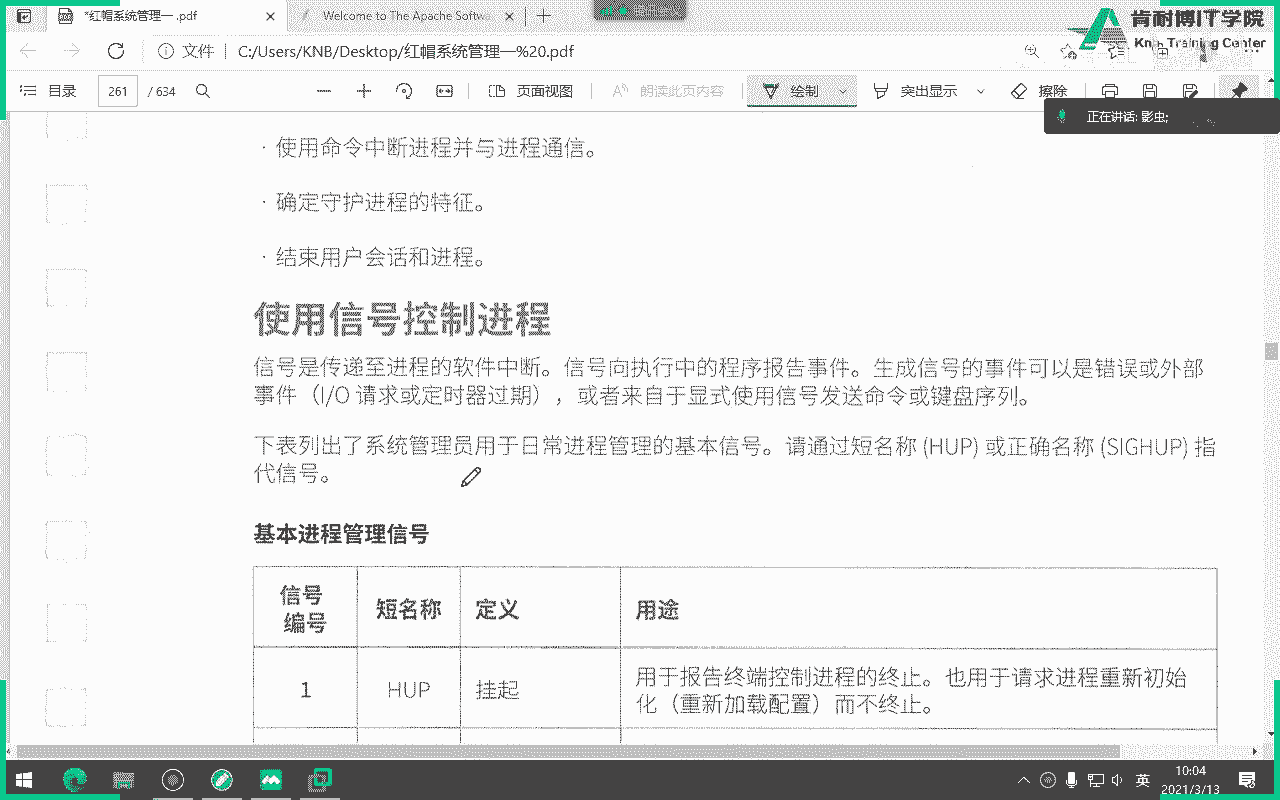 *红帽系统管理一 .pdf
Welcome to The Apache Softwa
肯耐博IT学院
KnB Training Center
文件 C:/Users/KNB/Desktop/红帽系统管理一%20.pdf
目录 261 / 634 页面视图 朗读此页内容 绘制 突出显示 擦除
正在讲话: 影虫;
· 使用命令中断进程并与进程通信。
· 确定守护进程的特征。
· 结束用户会话和进程。
使用信号控制进程
信号是传递至进程的软件中断。信号向执行中的程序报告事件。生成信号的事件可以是错误或外部
事件（I/O 请求或定时器过期），或者来自于显式使用信号发送命令或键盘序列。
下表列出了系统管理员用于日常进程管理的基本信号。请通过短名称 (HUP) 或正确名称 (SIGHUP) 指
代信号。
基本进程管理信号
信号编号 短名称 定义 用途
1 HUP 挂起 用于报告终端控制进程的终止。也用于请求进程重新初始
化（重新加载配置）而不终止。
英
10:04
2021/3/13